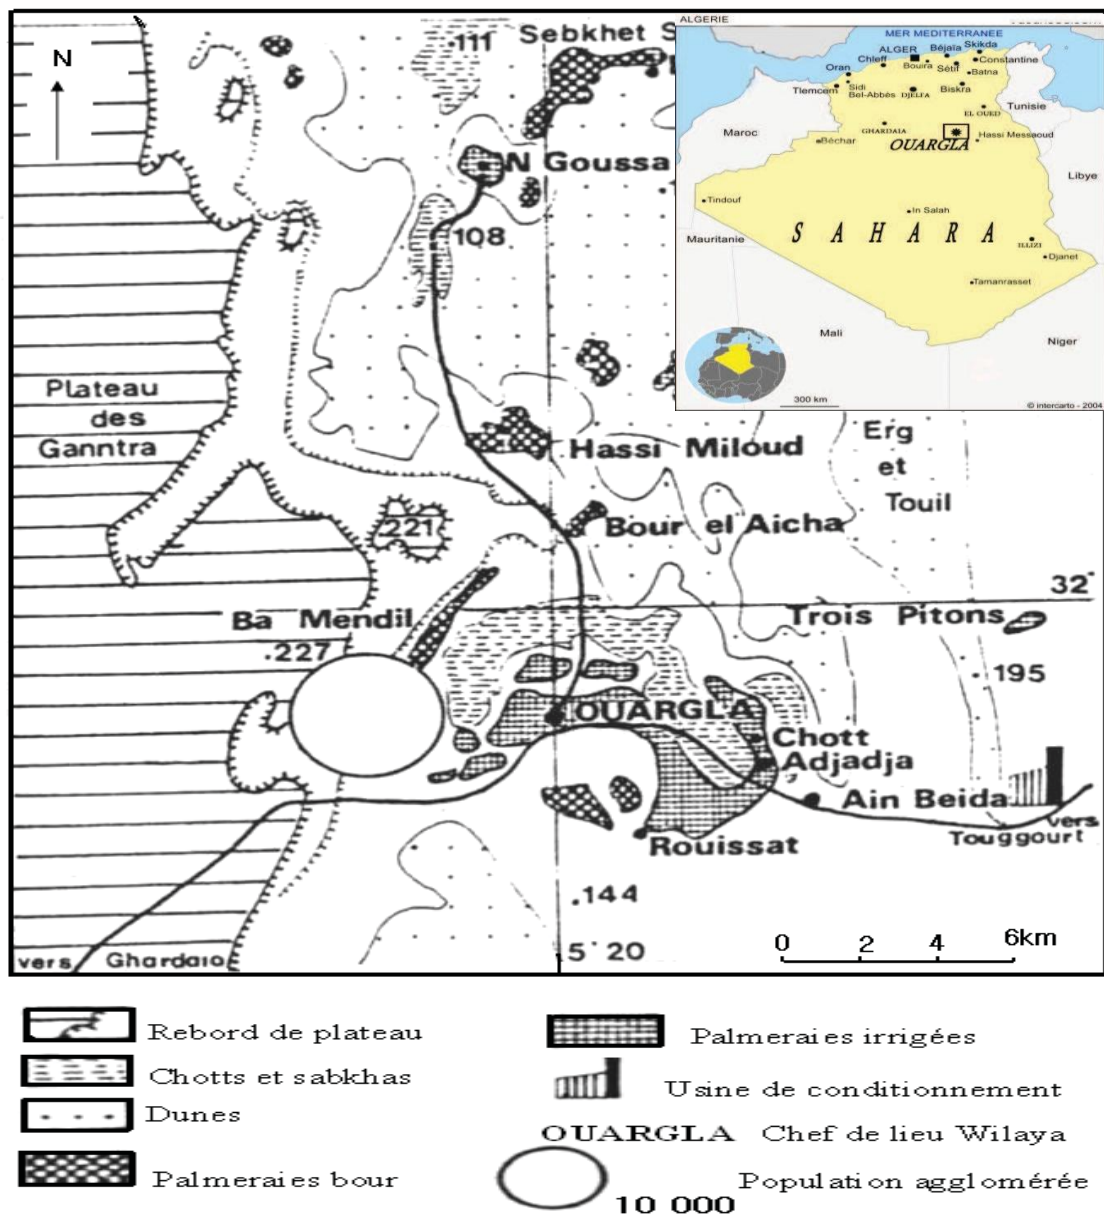 N
.111
Sebkhet S
N Goussa
108
Plateau
des
Ganntra
Hassi Miloud
Erg
et
Touil
221
Bour el Aicha
32°
Ba Mendil
Trois Pitons
.227
.195
OUARGLA
Chott
Adjadja
Ain Beida
vers
Touggourt
Rouissat
.144
5° 20
0 2 4 6km
vers Ghardaio
ALGERIE
MER MEDITERRANEE
ALGER
Béjaïa
Skikda
Chleff
Bouira
Sétif
Constantine
Oran
Batna
Tlemcem
Sidi
Bel-Abbès
DJELFA
Biskra
Tunisie
EL OUED
Maroc
GHARDAIA
Béchar
OUARGLA
Hassi Messaoud
Libye
Tindouf
In Salah
Mauritanie
SAHARA
ILLIZI
Djanet
Tamanrasset
Mali
Niger
300 km
© intercarto - 2004
Rebord de plateau
Chotts et sabkhas
Dunes
Palmeraies bour
Palmeraies irrigées
Usine de conditionnement
OUARGLA Chef de lieu Wilaya
Population agglomérée
10 000